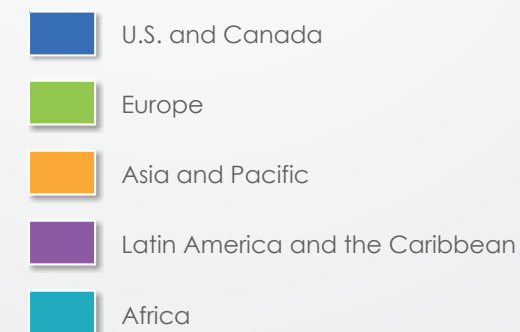 U.S. and Canada
Europe
Asia and Pacific
Latin America and the Caribbean
Africa